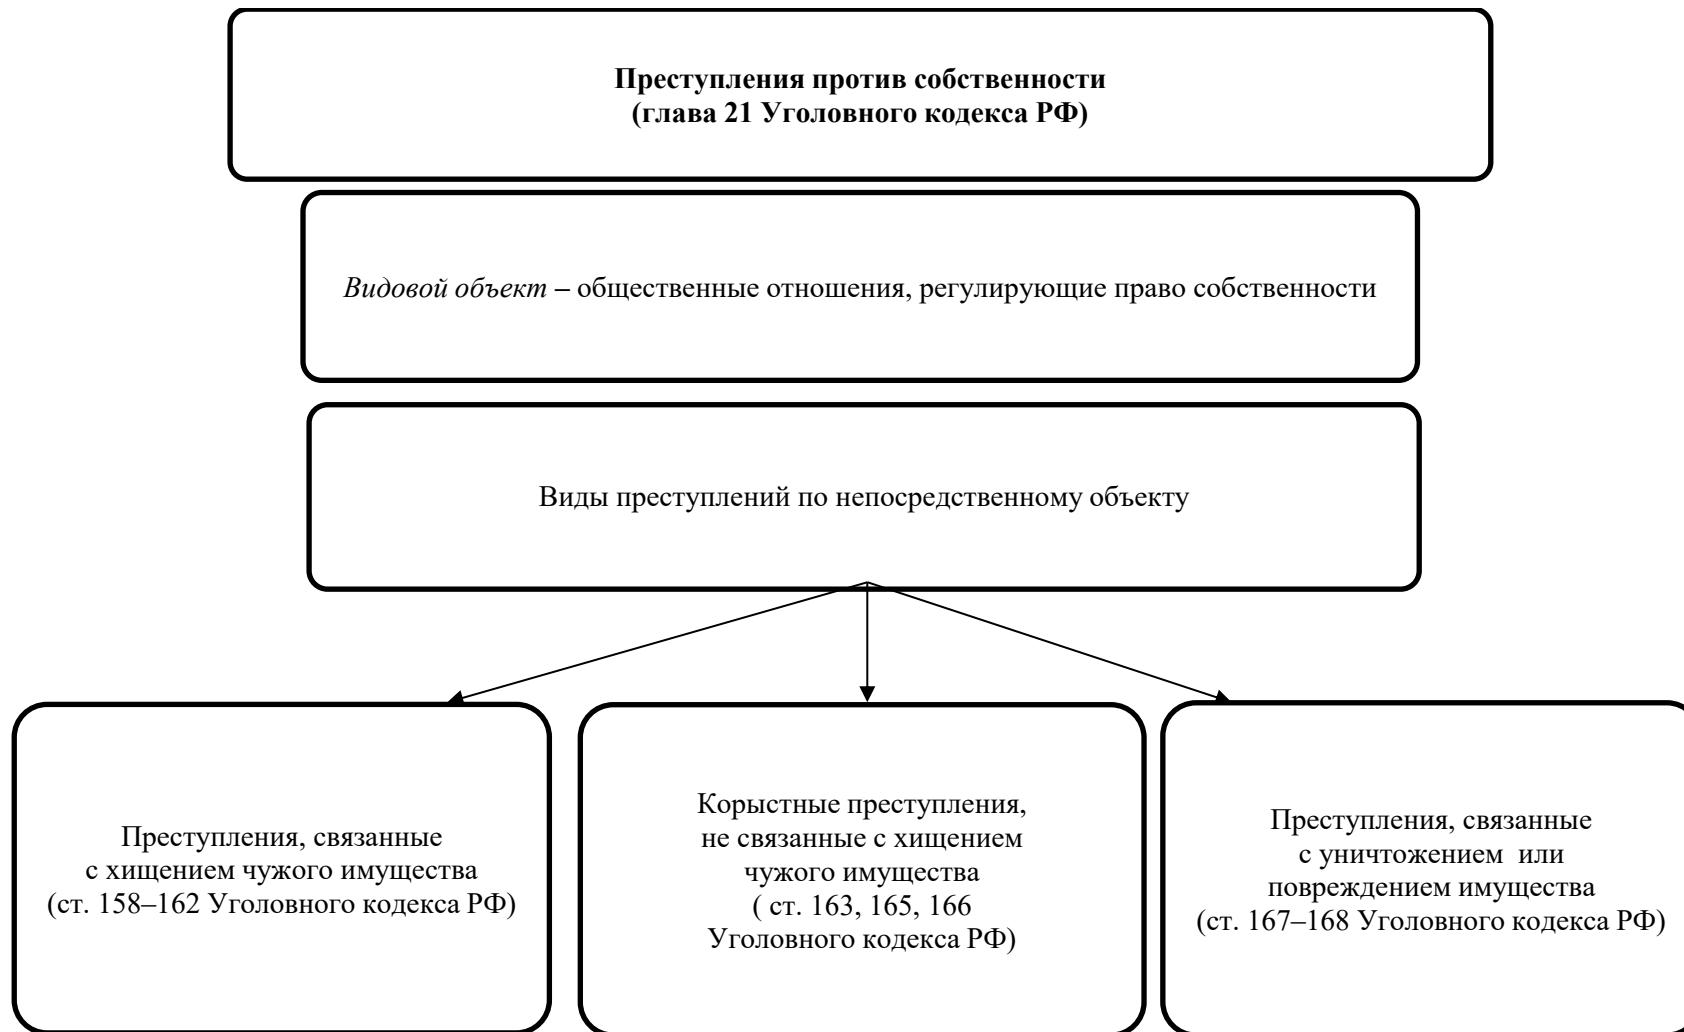 Преступления против собственности
(глава 21 Уголовного кодекса РФ)
Видовой объект – общественные отношения, регулирующие право собственности
Виды преступлений по непосредственному объекту
Преступления, связанные
с хищением чужого имущества
(ст. 158–162 Уголовного кодекса РФ)
Корыстные преступления,
не связанные с хищением
чужого имущества
( ст. 163, 165, 166
Уголовного кодекса РФ)
Преступления, связанные
с уничтожением  или
повреждением имущества
(ст. 167–168 Уголовного кодекса РФ)